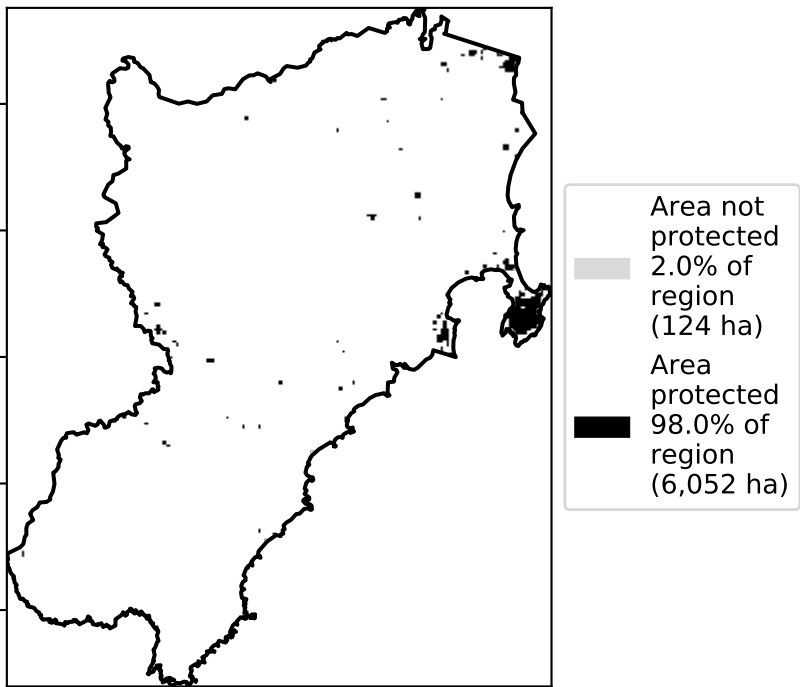 Area not
protected
2.0% of
region
(124 ha)
Area
protected
98.0% of
region
(6,052 ha)